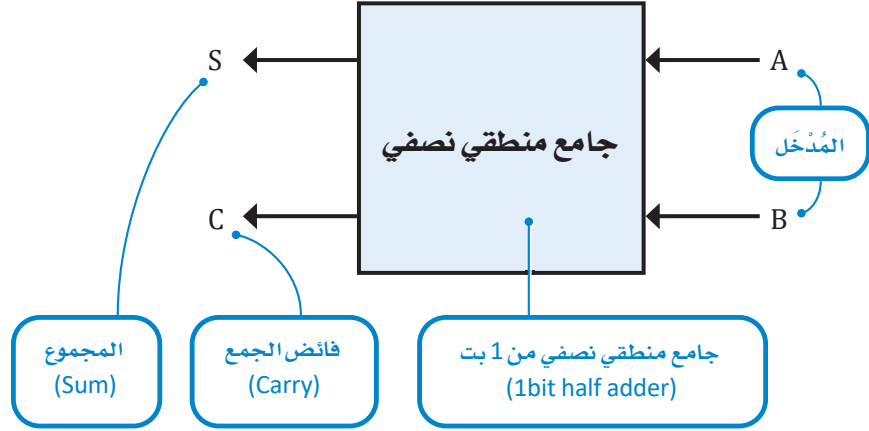 A
S
المُدْخَل
جامع منطقي نصفي
B
C
جامع منطقي نصفي من 1 بت
(1bit half adder)
فائض الجمع
(Carry)
المجموع
(Sum)